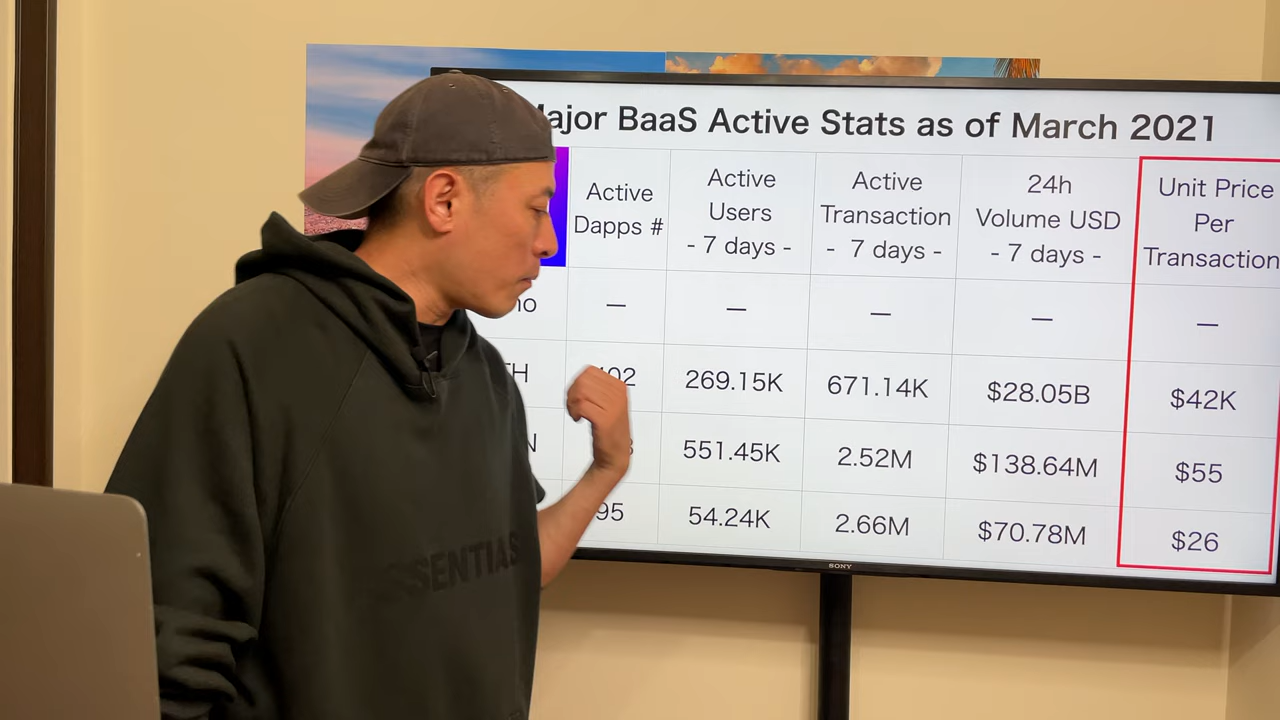 Major BaaS Active Stats as of March 2021
Active
Dapps #
Active
Users
- 7 days -
Active
Transaction
- 7 days -
24h
Volume USD
- 7 days -
Unit Price
Per
Transaction
— — — — —
269.15K 671.14K $28.05B $42K
551.45K 2.52M $138.64M $55
95 54.24K 2.66M $70.78M $26
SONY